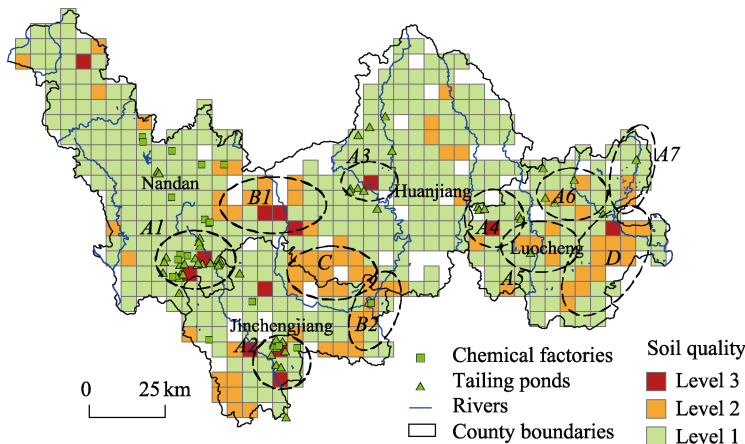 A7
A3
Nandan
Huanjiang
B1
A6
A1
A4
Luocheng
C
D
A5
Jinchengjiang
B2
A2
Chemical factories
Soil quality
Tailing ponds
Level 3
0 25 km
Rivers
Level 2
County boundaries
Level 1